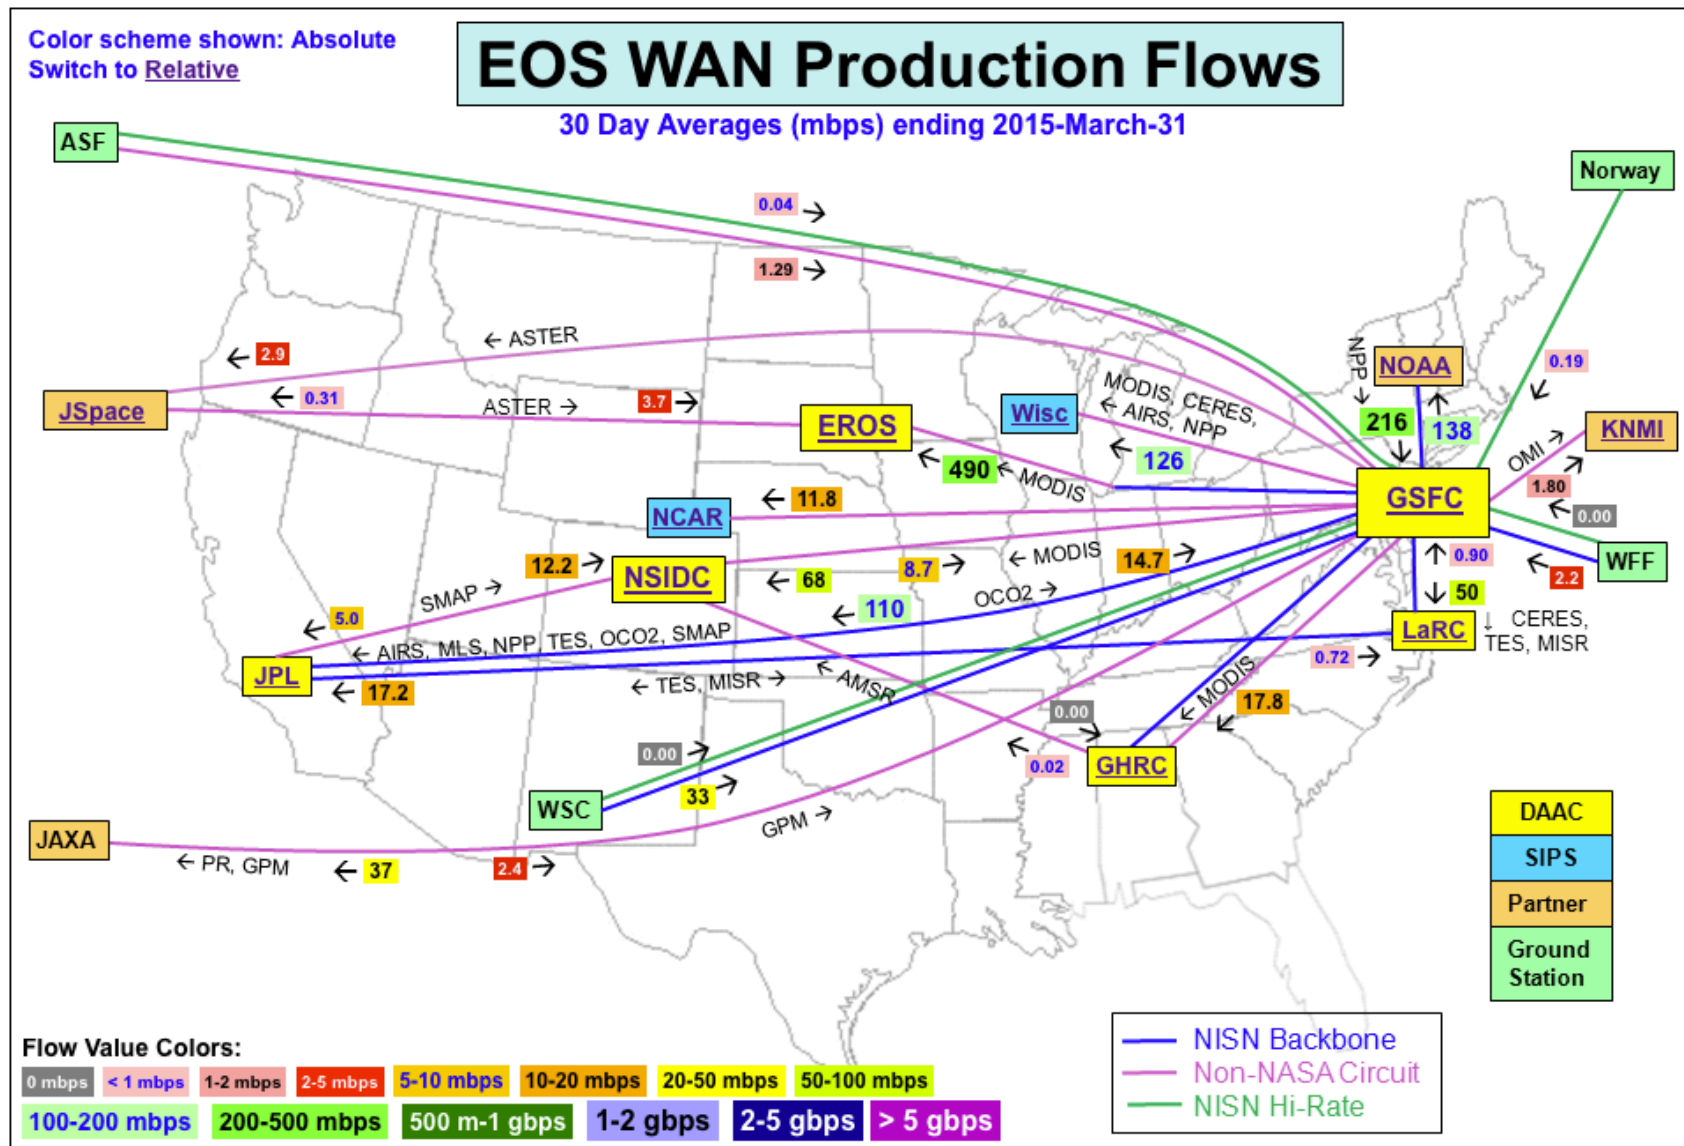 Color scheme shown: Absolute
Switch to Relative
EOS WAN Production Flows
30 Day Averages (mbps) ending 2015-March-31
ASF
Norway
0.04 →
1.29 →
← ASTER
← 2.9
← 0.31
JSpace
ASTER →
3.7 →
EROS
Wisc
MODIS, CERES,
← AIRS, NPP
← 126
← 490
← MODIS
NPP →
NOAA
216
138
0.19
OMI →
KNMI
1.80
GSFC
0.00
WFF
2.2
← 11.8
NCAR
12.2 →
NSIDC
8.7 →
← MODIS
14.7 →
← 68
0.90
50
SMAP →
OCO2 →
← 110
← 5.0
← AIRS, MLS, NPP, TES, OCO2, SMAP
LaRC
↓ CERES,
TES, MISR
0.72 →
JPL
← 17.2
← TES, MISR →
← AMSR
← MODIS
17.8
0.00
0.00
0.02
GHRC
33
WSC
GPM →
JAXA
← PR, GPM
← 37
2.4 →
DAAC
SIPS
Partner
Ground
Station
NISN Backbone
Non-NASA Circuit
NISN Hi-Rate
Flow Value Colors:
0 mbps < 1 mbps 1-2 mbps 2-5 mbps 5-10 mbps 10-20 mbps 20-50 mbps 50-100 mbps
100-200 mbps 200-500 mbps 500 m-1 gbps 1-2 gbps 2-5 gbps > 5 gbps